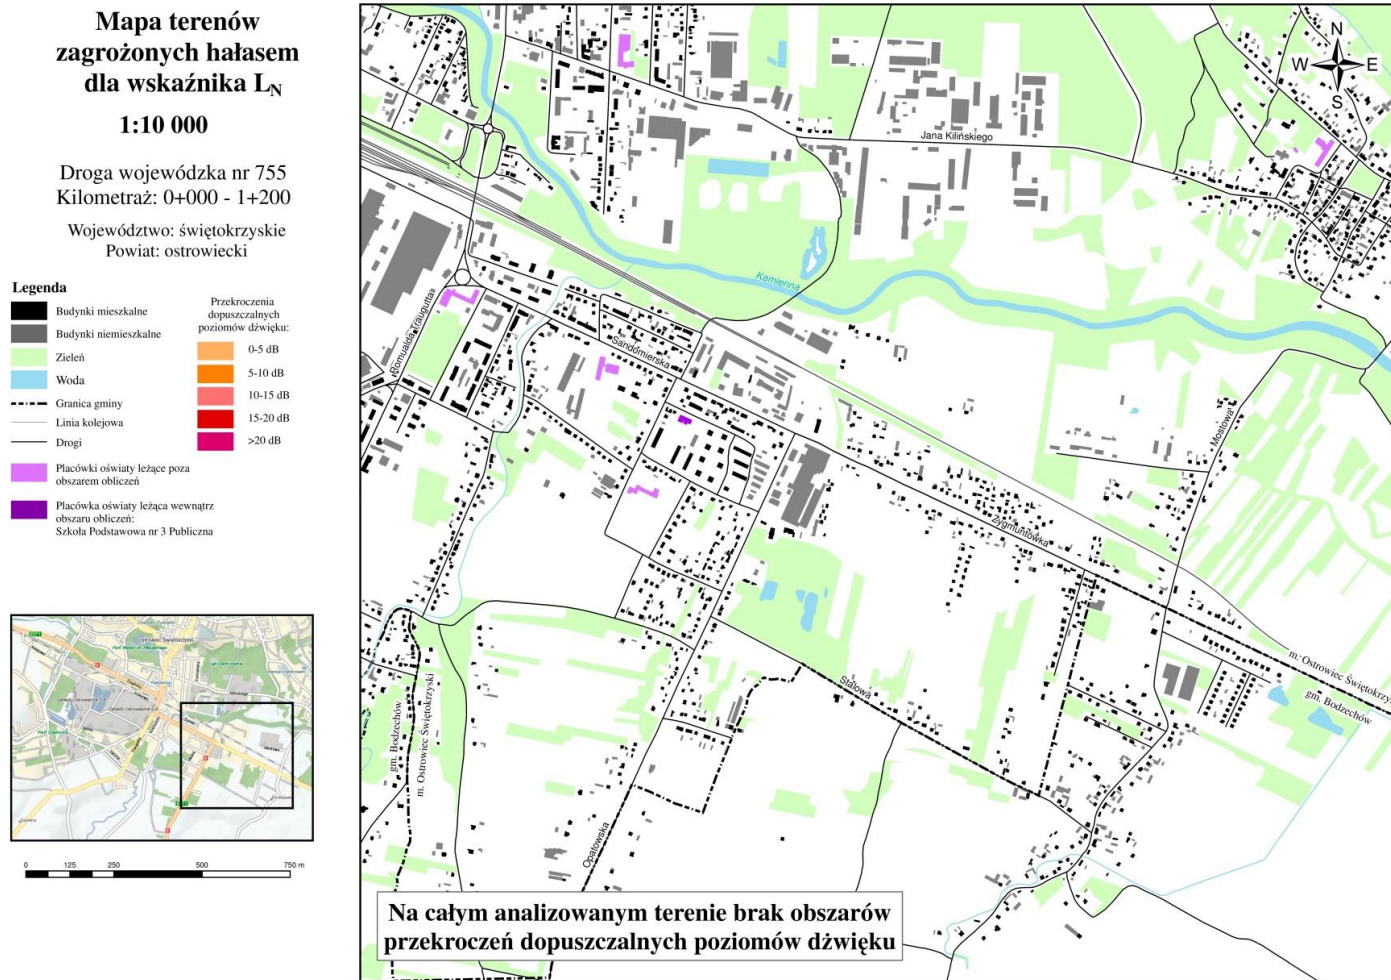 Mapa terenów
zagrożonych hałasem
dla wskaźnika LN
1:10 000
Droga wojewódzka nr 755
Kilometraż: 0+000 - 1+200
Województwo: świętokrzyskie
Powiat: ostrowiecki
Legenda
Budynki mieszkalne
Budynki niemieszkalne
Zieleń
Woda
Granica gminy
Linia kolejowa
Drogi
Placówki oświaty leżące poza
obszarem obliczeń
Placówka oświaty leżąca wewnątrz
obszaru obliczeń:
Szkoła Podstawowa nr 3 Publiczna
Przekroczenia
dopuszczalnych
poziomów dźwięku:
0-5 dB
5-10 dB
10-15 dB
15-20 dB
>20 dB
0 125 250 500 750 m
N
W E
S
Jana Kilińskiego
Kamienna
Romualda Traugutta
Sandomierska
Mostowa
Zygmuntówka
Stalowa
Opatowska
m. Ostrowiec Świętokrzyski
gm. Bodzechów
gm. Bodzechów
m. Ostrowiec Świętokrzyski
Na całym analizowanym terenie brak obszarów
przekroczeń dopuszczalnych poziomów dźwięku